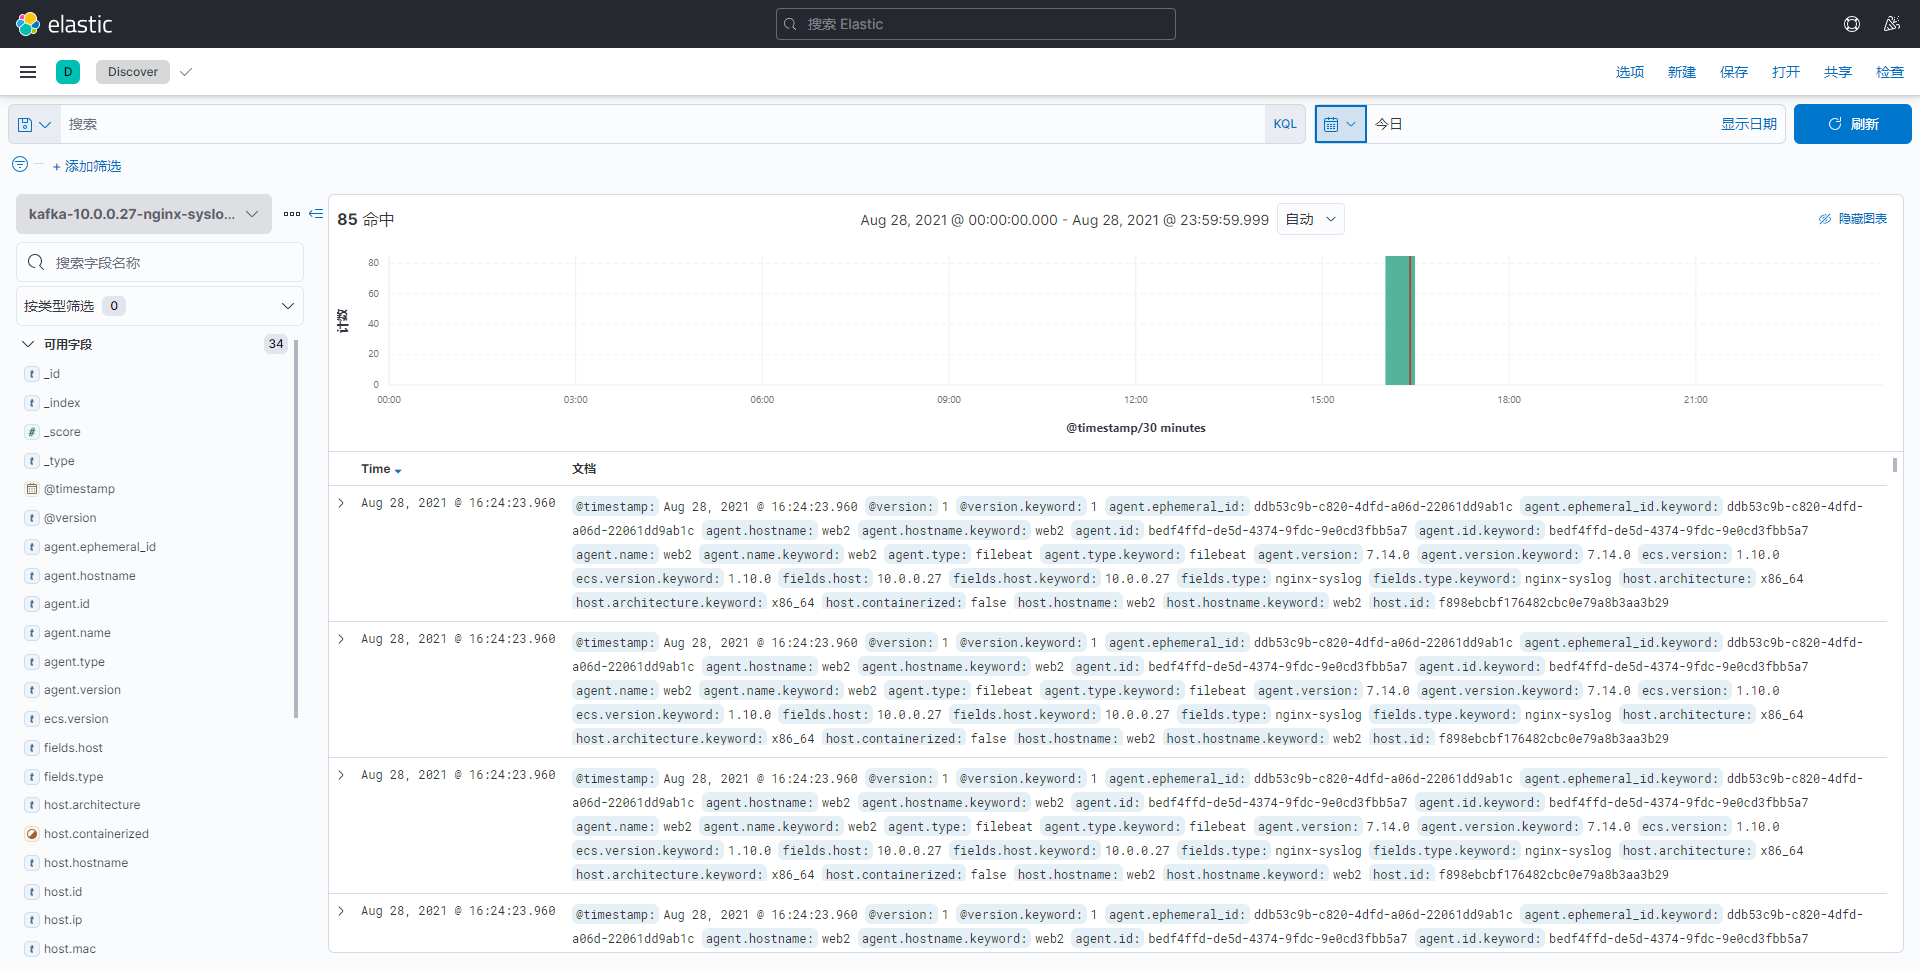 elastic
搜索 Elastic
D
Discover
选项 新建 保存 打开 共享 检查
搜索
KQL
今日
显示日期
刷新
+ 添加筛选
kafka-10.0.0.27-nginx-syslo...
搜索字段名称
按类型筛选 0
可用字段 34
t _id
t _index
# _score
t _type
@timestamp
t @version
t agent.ephemeral_id
t agent.hostname
t agent.id
t agent.name
t agent.type
t agent.version
t ecs.version
t fields.host
t fields.type
t host.architecture
host.containerized
t host.hostname
t host.id
t host.ip
t host.mac
85 命中
Aug 28, 2021 @ 00:00:00.000 - Aug 28, 2021 @ 23:59:59.999
自动
隐藏图表
计数
80
60
40
20
0
00:00 03:00 06:00 09:00 12:00 15:00 18:00 21:00
@timestamp/30 minutes
Time 文档
Aug 28, 2021 @ 16:24:23.960
@timestamp: Aug 28, 2021 @ 16:24:23.960 @version: 1 @version.keyword: 1 agent.ephemeral_id: ddb53c9b-c820-4dfd-a06d-22061dd9ab1c agent.ephemeral_id.keyword: ddb53c9b-c820-4dfd-
a06d-22061dd9ab1c agent.hostname: web2 agent.hostname.keyword: web2 agent.id: bedf4ffd-de5d-4374-9fdc-9e0cd3fbb5a7 agent.id.keyword: bedf4ffd-de5d-4374-9fdc-9e0cd3fbb5a7
agent.name: web2 agent.name.keyword: web2 agent.type: filebeat agent.type.keyword: filebeat agent.version: 7.14.0 agent.version.keyword: 7.14.0 ecs.version: 1.10.0
ecs.version.keyword: 1.10.0 fields.host: 10.0.0.27 fields.host.keyword: 10.0.0.27 fields.type: nginx-syslog fields.type.keyword: nginx-syslog host.architecture: x86_64
host.architecture.keyword: x86_64 host.containerized: false host.hostname: web2 host.hostname.keyword: web2 host.id: f898ebcbf176482cbc0e79a8b3aa3b29
Aug 28, 2021 @ 16:24:23.960
@timestamp: Aug 28, 2021 @ 16:24:23.960 @version: 1 @version.keyword: 1 agent.ephemeral_id: ddb53c9b-c820-4dfd-a06d-22061dd9ab1c agent.ephemeral_id.keyword: ddb53c9b-c820-4dfd-
a06d-22061dd9ab1c agent.hostname: web2 agent.hostname.keyword: web2 agent.id: bedf4ffd-de5d-4374-9fdc-9e0cd3fbb5a7 agent.id.keyword: bedf4ffd-de5d-4374-9fdc-9e0cd3fbb5a7
agent.name: web2 agent.name.keyword: web2 agent.type: filebeat agent.type.keyword: filebeat agent.version: 7.14.0 agent.version.keyword: 7.14.0 ecs.version: 1.10.0
ecs.version.keyword: 1.10.0 fields.host: 10.0.0.27 fields.host.keyword: 10.0.0.27 fields.type: nginx-syslog fields.type.keyword: nginx-syslog host.architecture: x86_64
host.architecture.keyword: x86_64 host.containerized: false host.hostname: web2 host.hostname.keyword: web2 host.id: f898ebcbf176482cbc0e79a8b3aa3b29
Aug 28, 2021 @ 16:24:23.960
@timestamp: Aug 28, 2021 @ 16:24:23.960 @version: 1 @version.keyword: 1 agent.ephemeral_id: ddb53c9b-c820-4dfd-a06d-22061dd9ab1c agent.ephemeral_id.keyword: ddb53c9b-c820-4dfd-
a06d-22061dd9ab1c agent.hostname: web2 agent.hostname.keyword: web2 agent.id: bedf4ffd-de5d-4374-9fdc-9e0cd3fbb5a7 agent.id.keyword: bedf4ffd-de5d-4374-9fdc-9e0cd3fbb5a7
agent.name: web2 agent.name.keyword: web2 agent.type: filebeat agent.type.keyword: filebeat agent.version: 7.14.0 agent.version.keyword: 7.14.0 ecs.version: 1.10.0
ecs.version.keyword: 1.10.0 fields.host: 10.0.0.27 fields.host.keyword: 10.0.0.27 fields.type: nginx-syslog fields.type.keyword: nginx-syslog host.architecture: x86_64
host.architecture.keyword: x86_64 host.containerized: false host.hostname: web2 host.hostname.keyword: web2 host.id: f898ebcbf176482cbc0e79a8b3aa3b29
Aug 28, 2021 @ 16:24:23.960
@timestamp: Aug 28, 2021 @ 16:24:23.960 @version: 1 @version.keyword: 1 agent.ephemeral_id: ddb53c9b-c820-4dfd-a06d-22061dd9ab1c agent.ephemeral_id.keyword: ddb53c9b-c820-4dfd-
a06d-22061dd9ab1c agent.hostname: web2 agent.hostname.keyword: web2 agent.id: bedf4ffd-de5d-4374-9fdc-9e0cd3fbb5a7 agent.id.keyword: bedf4ffd-de5d-4374-9fdc-9e0cd3fbb5a7